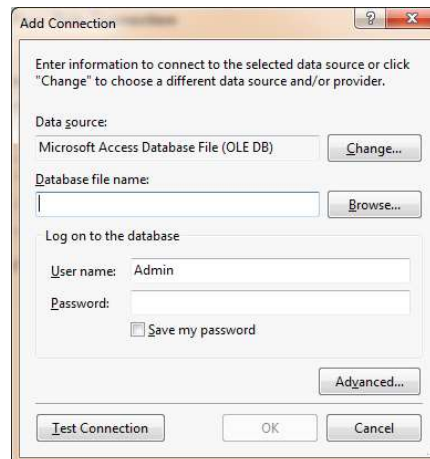 Add Connection
?
Enter information to connect to the selected data source or click
"Change" to choose a different data source and/or provider.
Data source:
Microsoft Access Database File (OLE DB)
Change...
Database file name:
Browse...
Log on to the database
User name:
Admin
Password:
Save my password
Advanced...
Test Connection
OK
Cancel